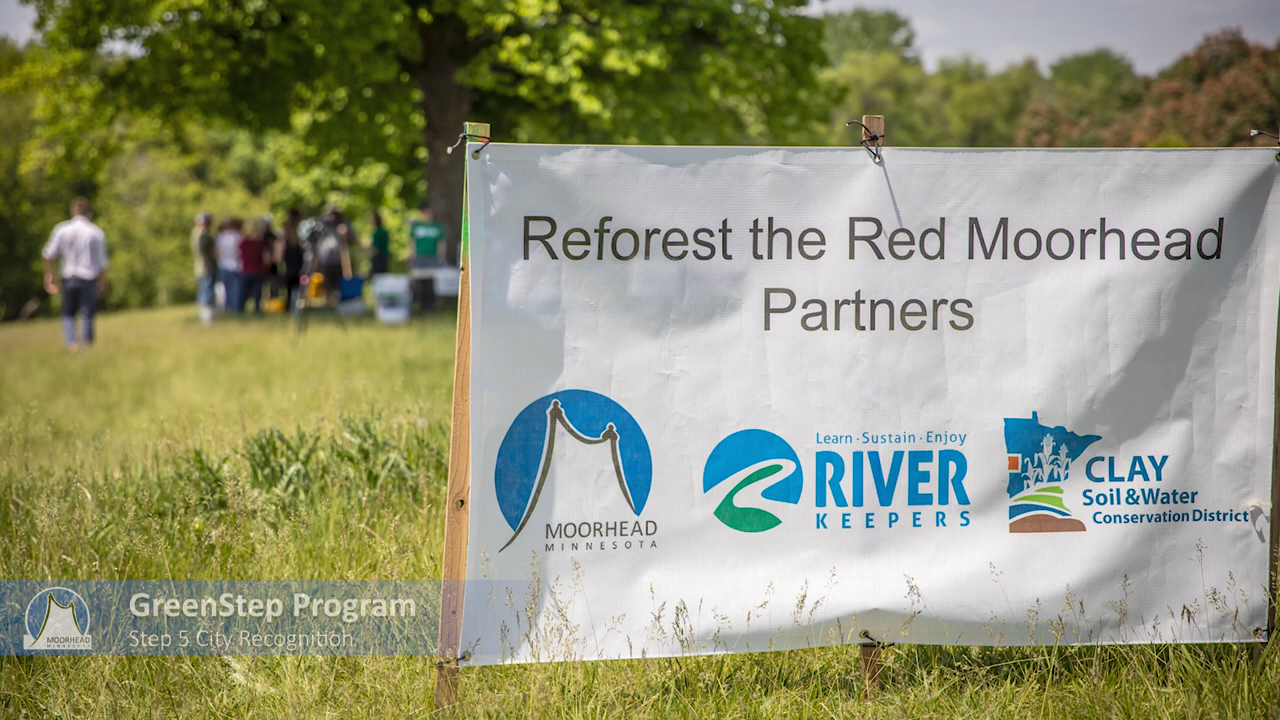 Reforest the Red Moorhead
Partners
MOORHEAD
MINNESOTA
Learn · Sustain · Enjoy
RIVER
KEEPERS
CLAY
Soil & Water
Conservation District
GreenStep Program
Step 5 City Recognition
MOORHEAD
MINNESOTA